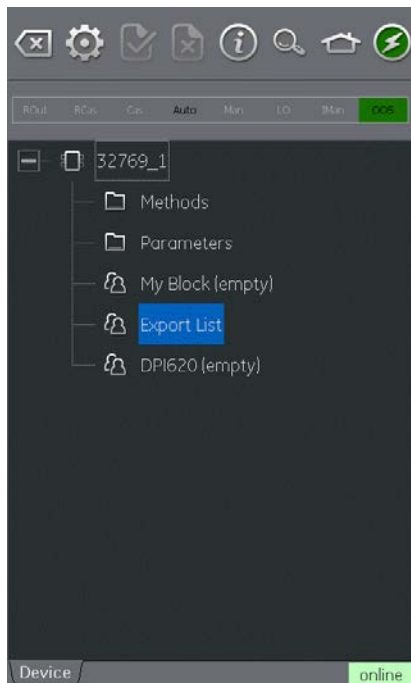 ROut RCas Cas Auto Man LO IMan OOS
32769_1
Methods
Parameters
My Block (empty)
Export List
DPI620 (empty)
Device online